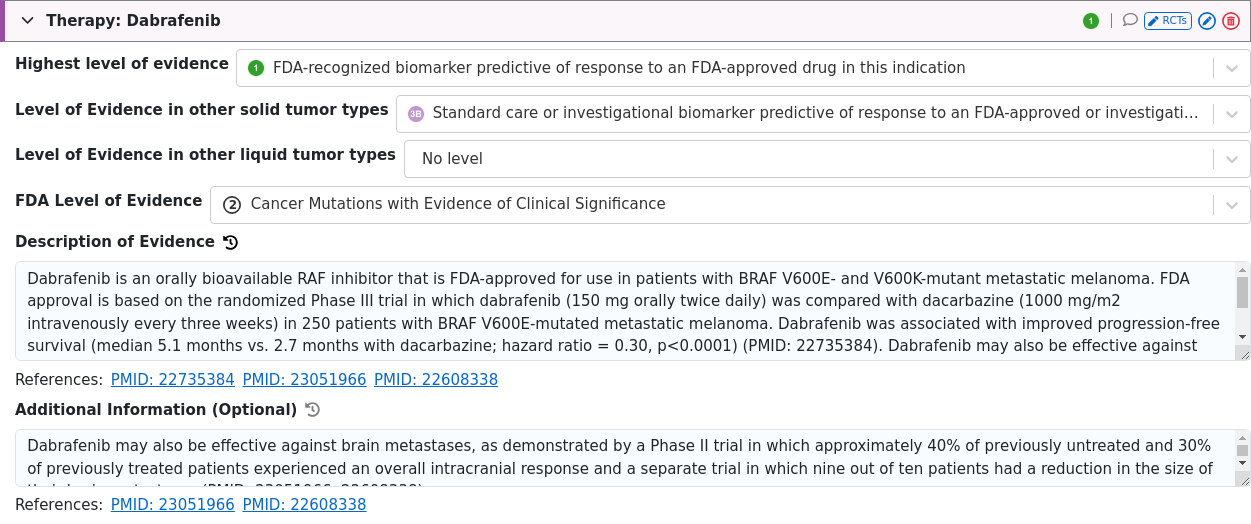 Therapy: Dabrafenib
1
RCTs
Highest level of evidence
1 FDA-recognized biomarker predictive of response to an FDA-approved drug in this indication
Level of Evidence in other solid tumor types
3B Standard care or investigational biomarker predictive of response to an FDA-approved or investigati...
Level of Evidence in other liquid tumor types
No level
FDA Level of Evidence
2 Cancer Mutations with Evidence of Clinical Significance
Description of Evidence
Dabrafenib is an orally bioavailable RAF inhibitor that is FDA-approved for use in patients with BRAF V600E- and V600K-mutant metastatic melanoma. FDA
approval is based on the randomized Phase III trial in which dabrafenib (150 mg orally twice daily) was compared with dacarbazine (1000 mg/m2
intravenously every three weeks) in 250 patients with BRAF V600E-mutated metastatic melanoma. Dabrafenib was associated with improved progression-free
survival (median 5.1 months vs. 2.7 months with dacarbazine; hazard ratio = 0.30, p<0.0001) (PMID: 22735384). Dabrafenib may also be effective against
References: PMID: 22735384 PMID: 23051966 PMID: 22608338
Additional Information (Optional)
Dabrafenib may also be effective against brain metastases, as demonstrated by a Phase II trial in which approximately 40% of previously untreated and 30%
of previously treated patients experienced an overall intracranial response and a separate trial in which nine out of ten patients had a reduction in the size of
References: PMID: 23051966 PMID: 22608338